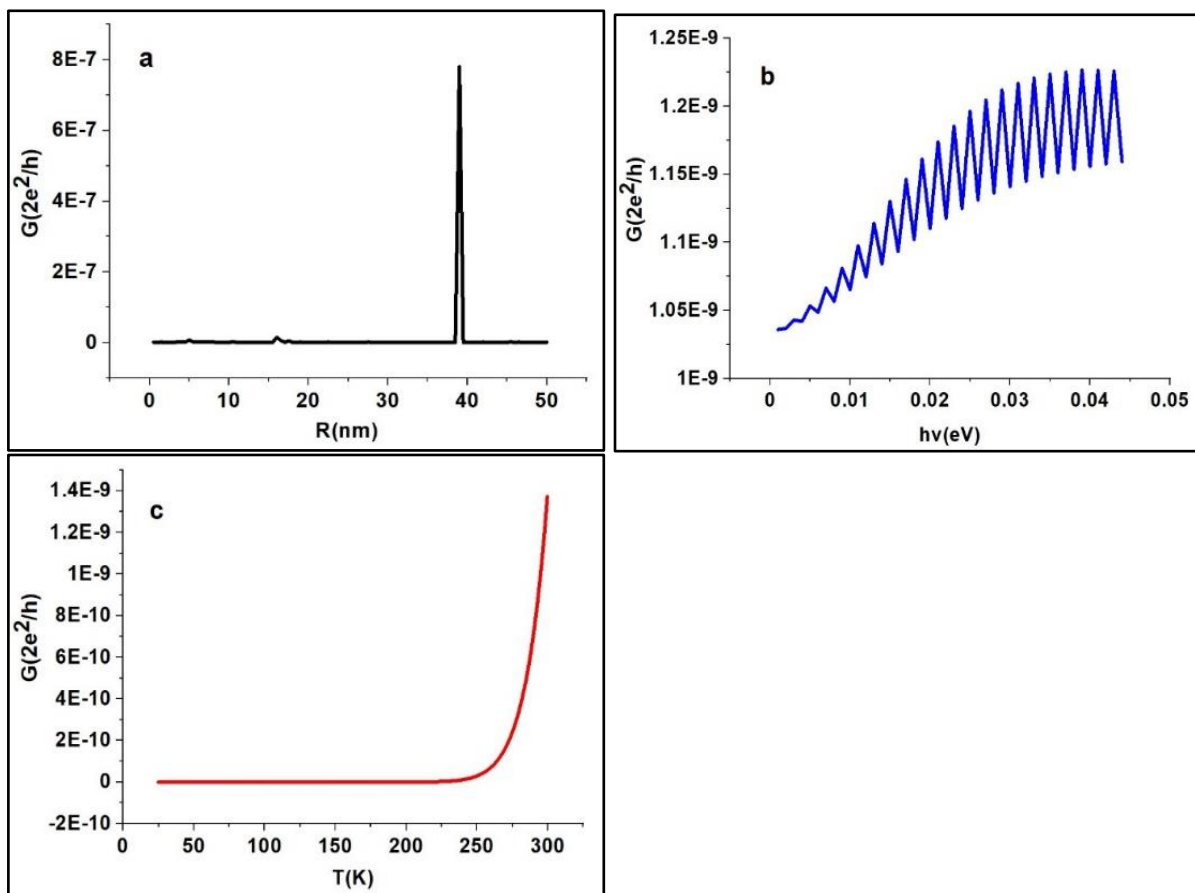 a
8E-7
6E-7
4E-7
2E-7
0
G(2e²/h)
0 10 20 30 40 50
R(nm)
b
1.25E-9
1.2E-9
1.15E-9
1.1E-9
1.05E-9
1E-9
G(2e²/h)
0 0.01 0.02 0.03 0.04 0.05
hν(eV)
c
1.4E-9
1.2E-9
1E-9
8E-10
6E-10
4E-10
2E-10
0
-2E-10
G(2e²/h)
0 50 100 150 200 250 300
T(K)